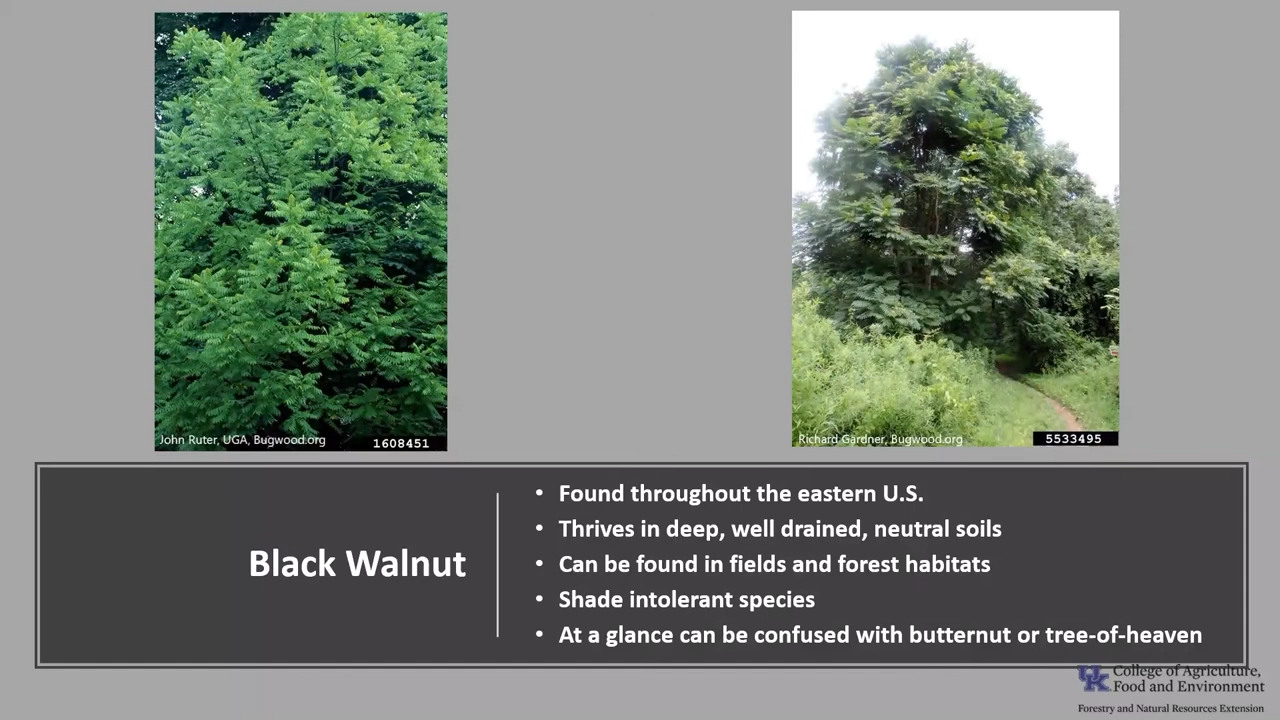 John Ruter, UGA, Bugwood.org
1608451
Richard Gardner, Bugwood.org
5533495
Black Walnut
• Found throughout the eastern U.S.
• Thrives in deep, well drained, neutral soils
• Can be found in fields and forest habitats
• Shade intolerant species
• At a glance can be confused with butternut or tree-of-heaven
UK
College of Agriculture,
Food and Environment
Forestry and Natural Resources Extension